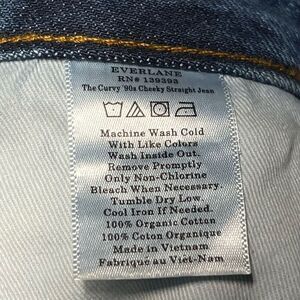 EVERLANE
RN# 139393
The Curvy '90s Cheeky Straight Jean
Machine Wash Cold
With Like Colors
Wash Inside Out.
Remove Promptly
Only Non-Chlorine
Bleach When Necessary.
Tumble Dry Low.
Cool Iron If Needed.
100% Organic Cotton
100% Coton Organique
Made in Vietnam
Fabriqué au Viet-Nam